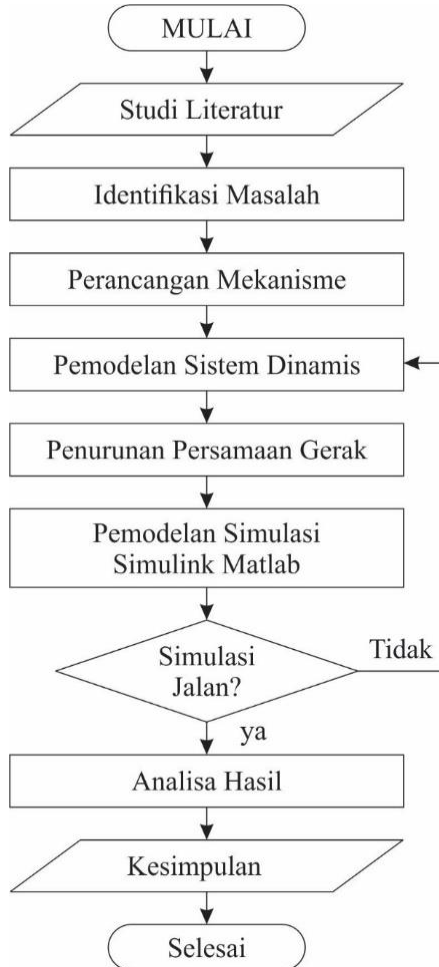 MULAI
Studi Literatur
Identifikasi Masalah
Perancangan Mekanisme
Pemodelan Sistem Dinamis
Penurunan Persamaan Gerak
Pemodelan Simulasi
Simulink Matlab
Simulasi
Jalan?
Tidak
ya
Analisa Hasil
Kesimpulan
Selesai